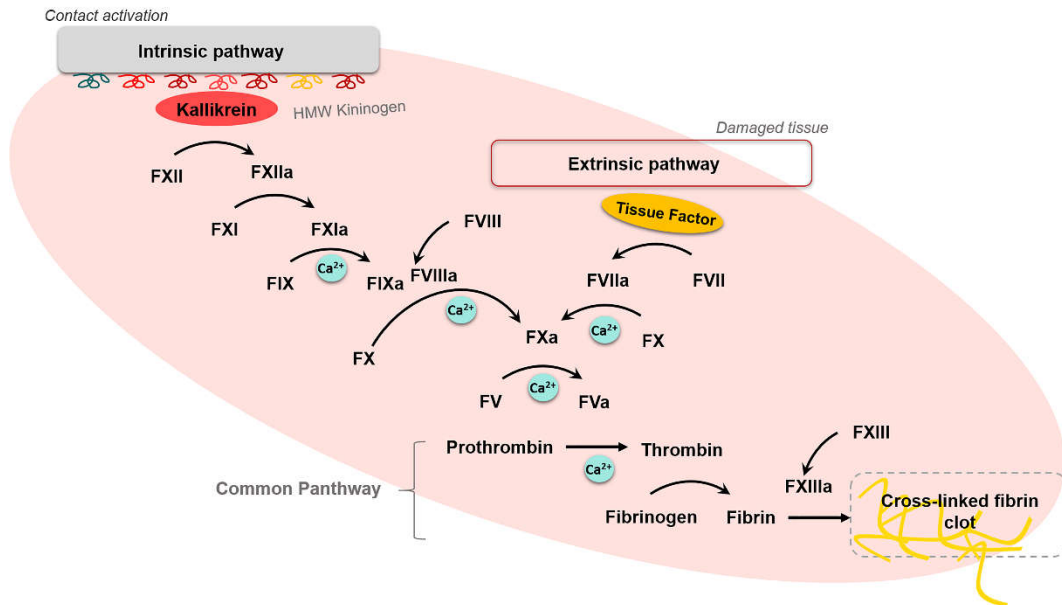 Contact activation
Intrinsic pathway
Kallikrein
HMW Kininogen
Damaged tissue
Extrinsic pathway
Tissue Factor
FXII
FXIIa
FXI
FXIa
FVIII
FIX
Ca²⁺
FIXa
FVIIIa
FVIIa
FVII
Ca²⁺
FX
FXa
Ca²⁺
FX
FV
Ca²⁺
FVa
Common Panthway
Prothrombin
Thrombin
Ca²⁺
FXIII
FXIIIa
Fibrinogen
Fibrin
Cross-linked fibrin
clot